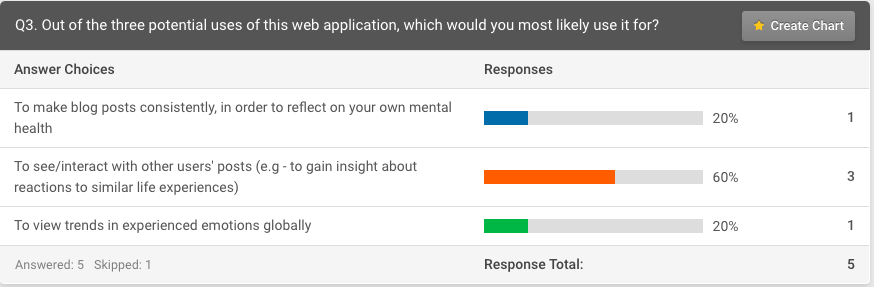 Q3. Out of the three potential uses of this web application, which would you most likely use it for?
Create Chart
Answer Choices
Responses
To make blog posts consistently, in order to reflect on your own mental
health
20%
1
To see/interact with other users' posts (e.g - to gain insight about
reactions to similar life experiences)
60%
3
To view trends in experienced emotions globally
20%
1
Answered: 5 Skipped: 1
Response Total:
5